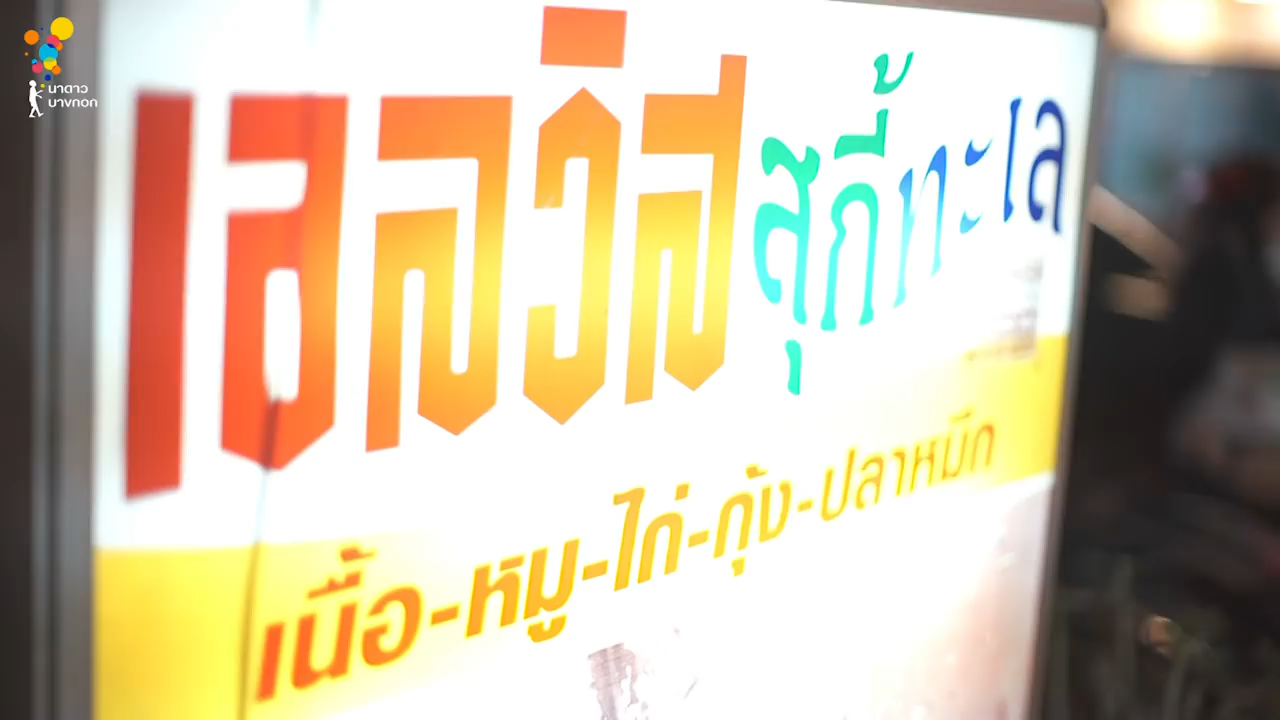 นาดาว
บางกอก
เอลวิส สุกี้ทะเล
เนื้อ-หมู-ไก่-กุ้ง-ปลาหมึก